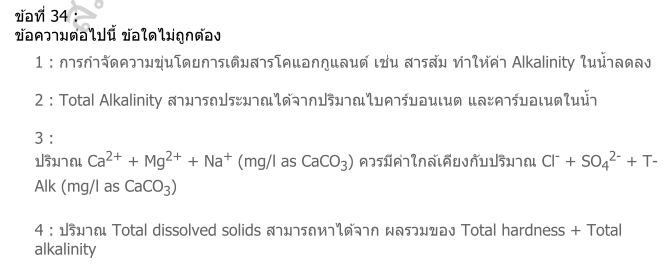 ข้อที่ 34 :
ข้อความต่อไปนี้ ข้อใดไม่ถูกต้อง
1 : การกำจัดความขุ่นโดยการเติมสารโคแอกกูแลนต์ เช่น สารส้ม ทำให้ค่า Alkalinity ในน้ำลดลง
2 : Total Alkalinity สามารถประมาณได้จากปริมาณไบคาร์บอนเนต และคาร์บอเนตในน้ำ
3 :
ปริมาณ Ca²⁺ + Mg²⁺ + Na⁺ (mg/l as CaCO₃) ควรมีค่าใกล้เคียงกับปริมาณ Cl⁻ + SO₄²⁻ + T-
Alk (mg/l as CaCO₃)
4 : ปริมาณ Total dissolved solids สามารถหาได้จาก ผลรวมของ Total hardness + Total
alkalinity